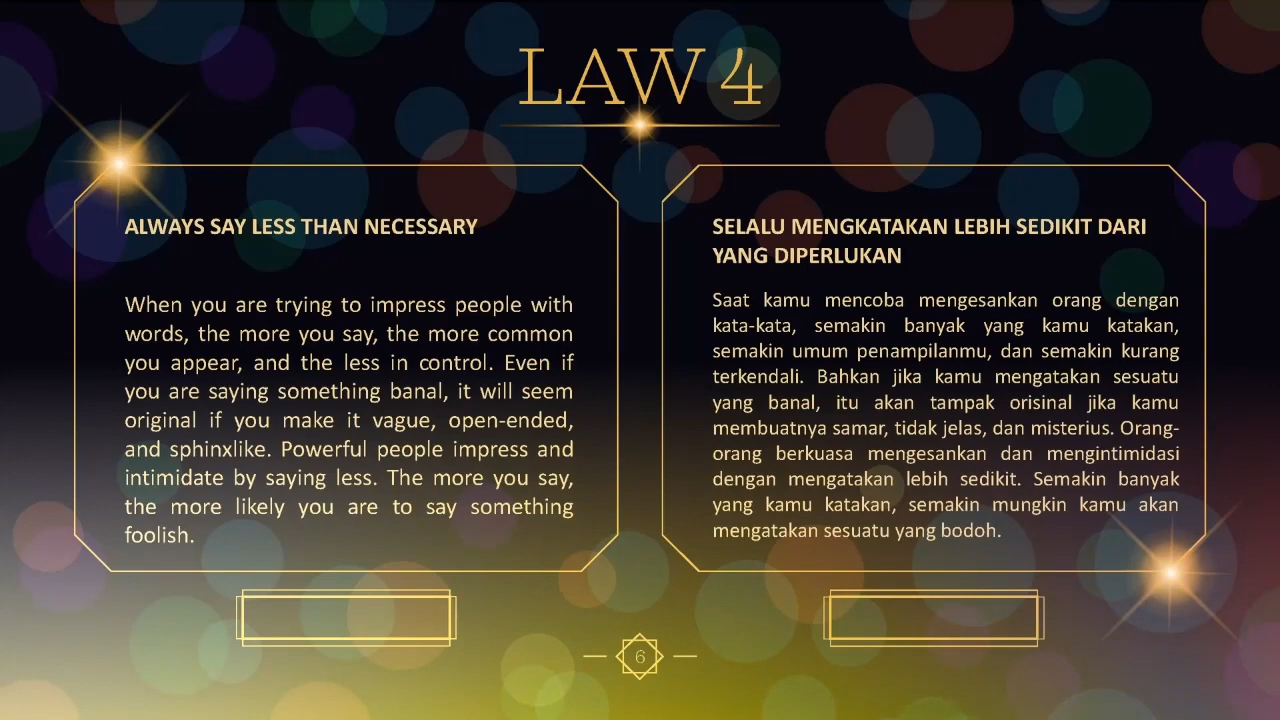 LAW 4
ALWAYS SAY LESS THAN NECESSARY
When you are trying to impress people with
words, the more you say, the more common
you appear, and the less in control. Even if
you are saying something banal, it will seem
original if you make it vague, open-ended,
and sphinxlike. Powerful people impress and
intimidate by saying less. The more you say,
the more likely you are to say something
foolish.
SELALU MENGKATAKAN LEBIH SEDIKIT DARI
YANG DIPERLUKAN
Saat kamu mencoba mengesankan orang dengan
kata-kata, semakin banyak yang kamu katakan,
semakin umum penampilanmu, dan semakin kurang
terkendali. Bahkan jika kamu mengatakan sesuatu
yang banal, itu akan tampak orisinal jika kamu
membuatnya samar, tidak jelas, dan misterius. Orang-
orang berkuasa mengesankan dan mengintimidasi
dengan mengatakan lebih sedikit. Semakin banyak
yang kamu katakan, semakin mungkin kamu akan
mengatakan sesuatu yang bodoh.
6